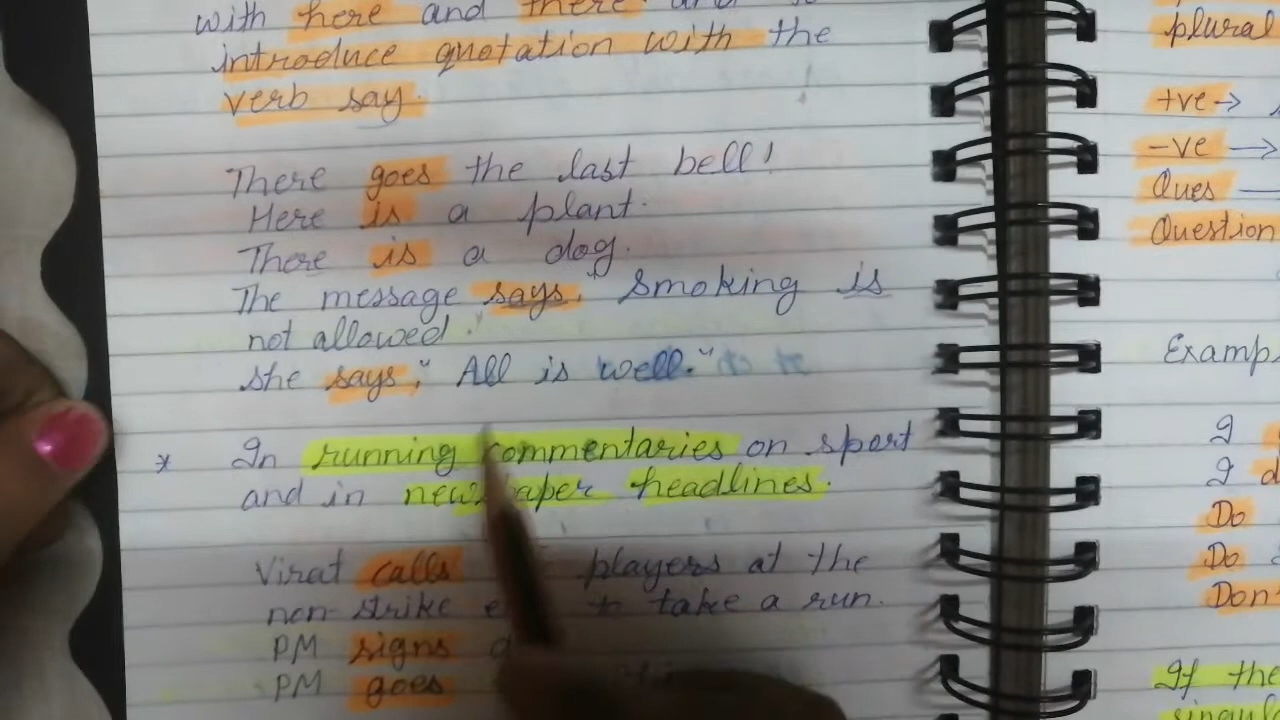 with here and there and
introduce quotation with the
verb say.
There goes the last bell!
Here is a plant.
There is a dog.
The message says, "Smoking is
not allowed."
She says, "All is well."
* In running commentaries on sport
and in newspaper headlines.
Virat calls players at the
non-strike to take a run.
PM signs
PM goes
plural
+ve →
-ve →
Ques
Question
I
I
Do
Do
If the